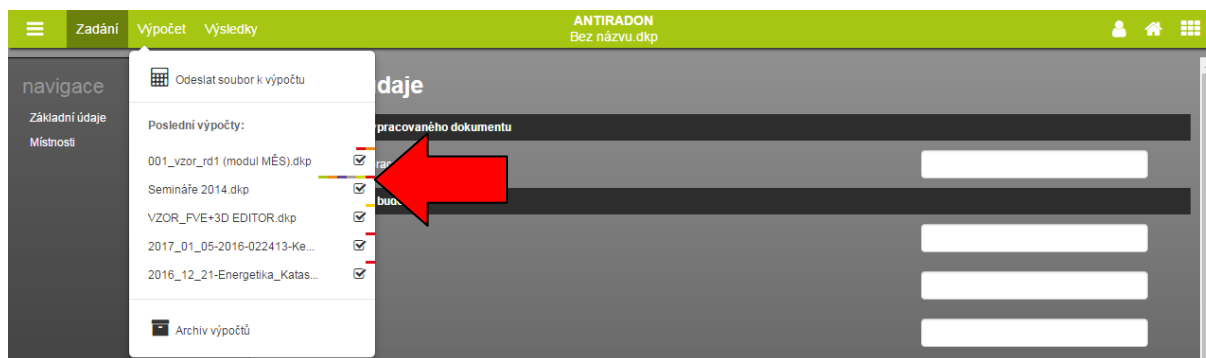 Zadání Výpočet Výsledky
ANTIRADON
Bez názvu.dkp
navigace
Základní údaje
Místnosti
Odeslat soubor k výpočtu
Poslední výpočty:
001_vzor_rd1 (modul MĚS).dkp
Semináře 2014.dkp
VZOR_FVE+3D EDITOR.dkp
2017_01_05-2016-022413-Ke...
2016_12_21-Energetika_Katas...
Archiv výpočtů
daje
pracovaného dokumentu